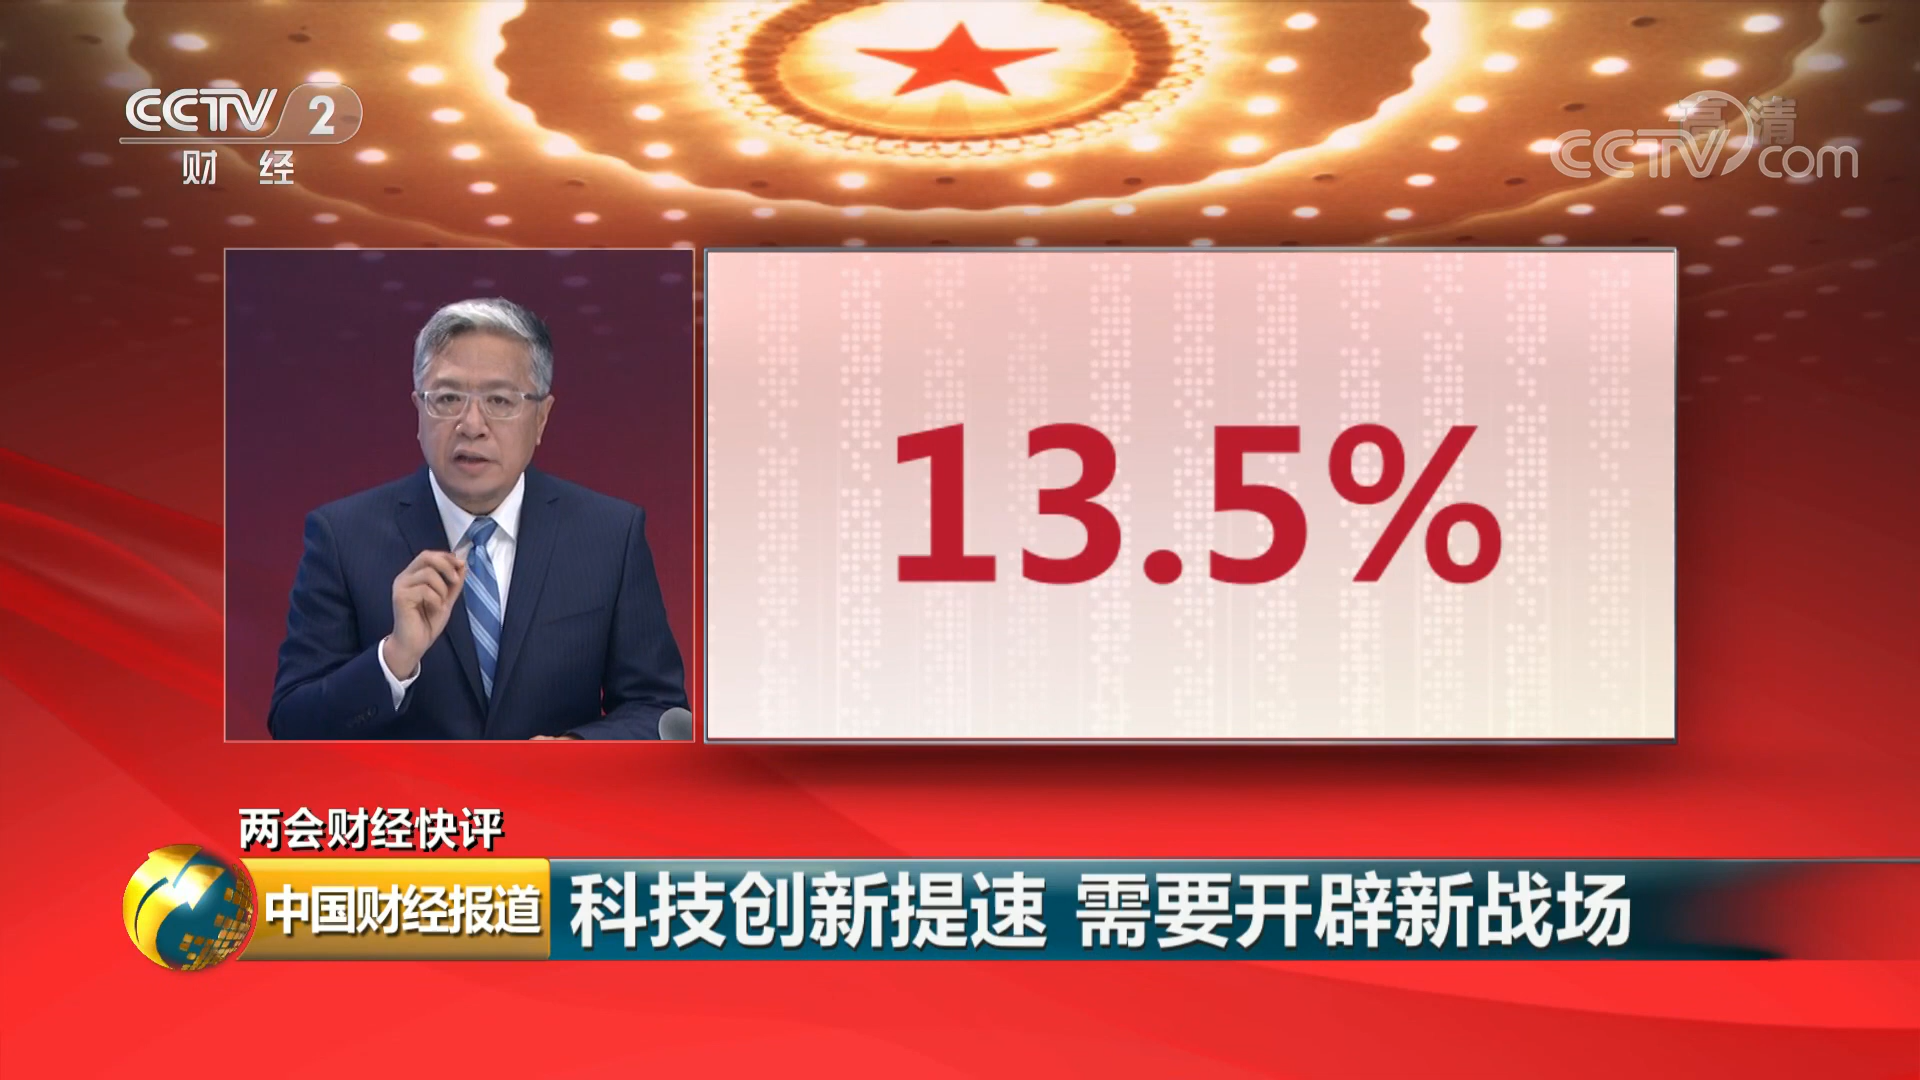 CCTV 2
财 经
高清
CCTV.com
13.5%
两会财经快评
中国财经报道
科技创新提速 需要开辟新战场